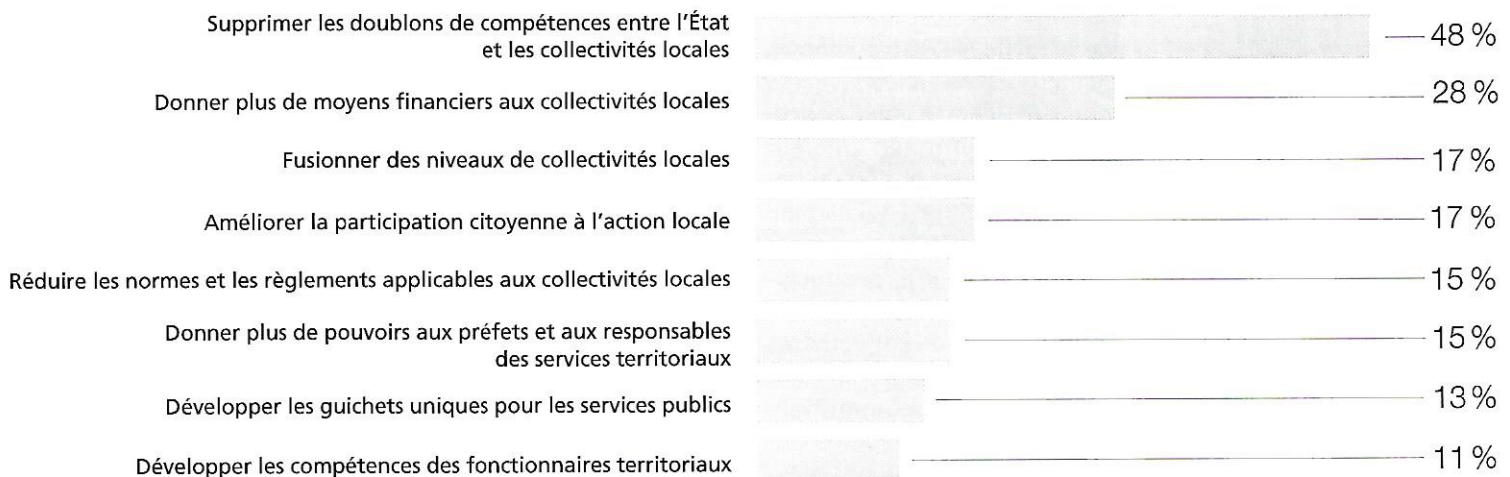 Supprimer les doublons de compétences entre l'État
et les collectivités locales
48 %
Donner plus de moyens financiers aux collectivités locales
28 %
Fusionner des niveaux de collectivités locales
17 %
Améliorer la participation citoyenne à l'action locale
17 %
Réduire les normes et les règlements applicables aux collectivités locales
15 %
Donner plus de pouvoirs aux préfets et aux responsables
des services territoriaux
15 %
Développer les guichets uniques pour les services publics
13 %
Développer les compétences des fonctionnaires territoriaux
11 %